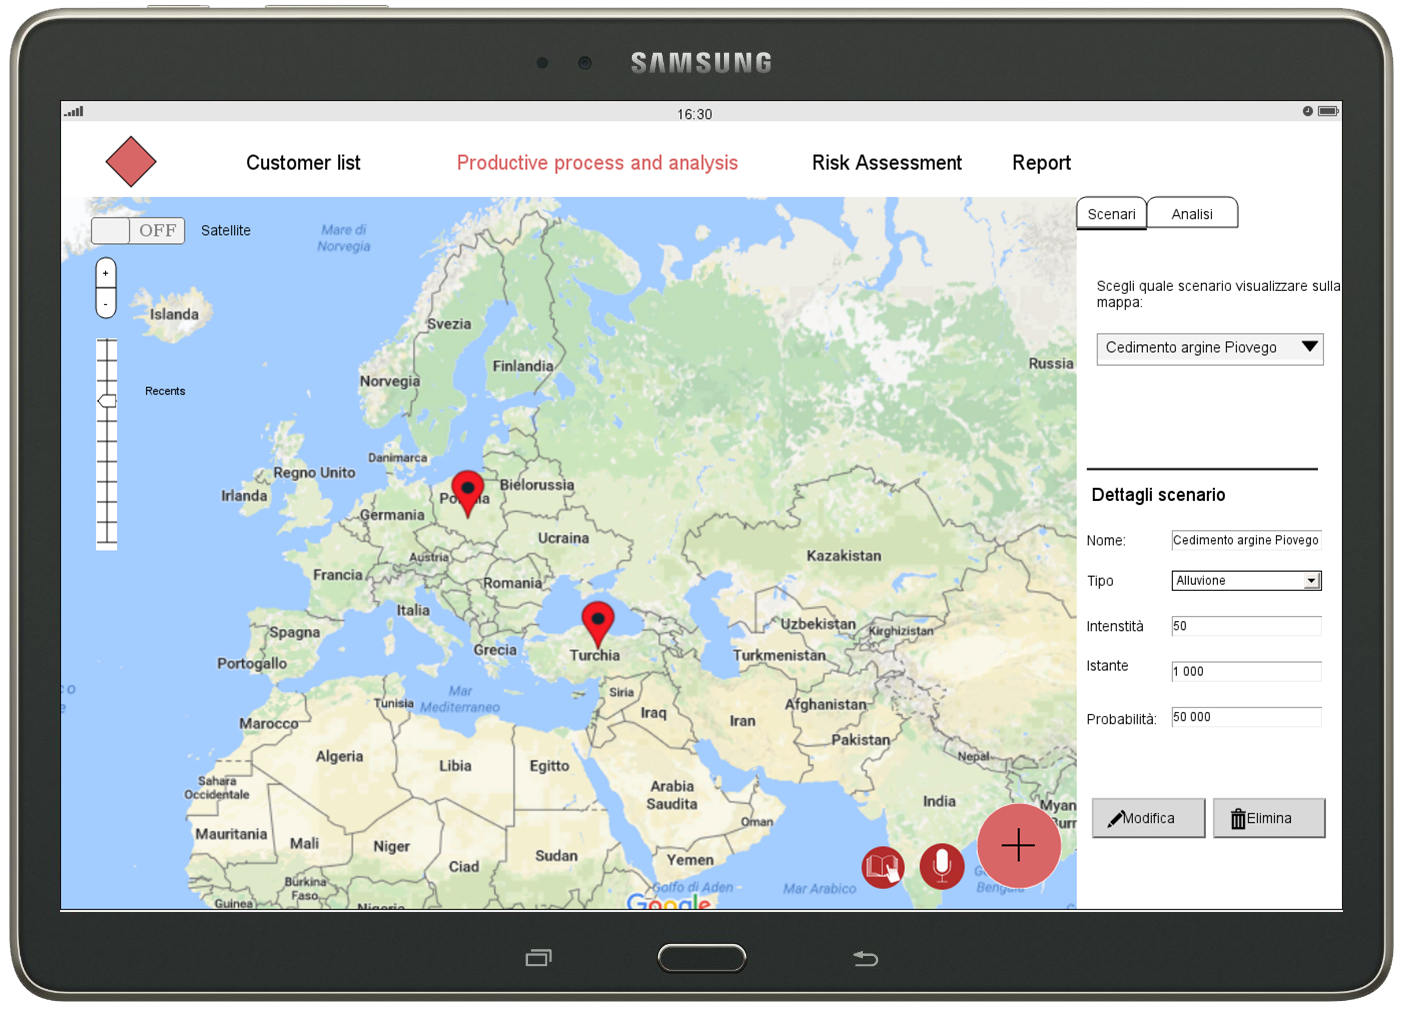 SAMSUNG
16:30
Customer list
Productive process and analysis
Risk Assessment
Report
OFF
Satellite
+
-
Recents
Mare di
Norvegia
Islanda
Svezia
Finlandia
Norvegia
Russia
Danimarca
Regno Unito
Irlanda
Bielorussia
Germania
Ucraina
Austria
Kazakistan
Francia
Romania
Italia
Spagna
Uzbekistan
Kirghizistan
Grecia
Turchia
Turkmenistan
Portogallo
Mar
Mediterraneo
Tunisia
Siria
Iraq
Iran
Afghanistan
Marocco
Pakistan
Nepal
Algeria
Libia
Egitto
Sahara
Occidentale
Arabia
Saudita
India
Oman
Mauritania
Mali
Niger
Ciad
Sudan
Yemen
Burkina
Faso
Golfo di Aden
Mar Arabico
Guinea
Google
Scenari
Analisi
Scegli quale scenario visualizzare sulla
mappa:
Cedimento argine Piovego
Dettagli scenario
Nome:
Cedimento argine Piovego
Tipo
Alluvione
Intenstità
50
Istante
1 000
Probabilità:
50 000
Modifica
Elimina